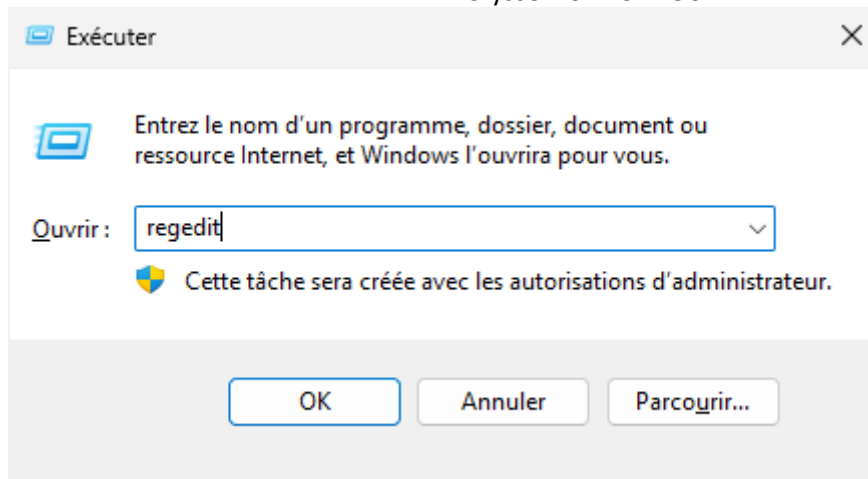 Exécuter
Entrez le nom d'un programme, dossier, document ou
ressource Internet, et Windows l'ouvrira pour vous.
Ouvrir :
regedit
Cette tâche sera créée avec les autorisations d'administrateur.
OK
Annuler
Parcourir...